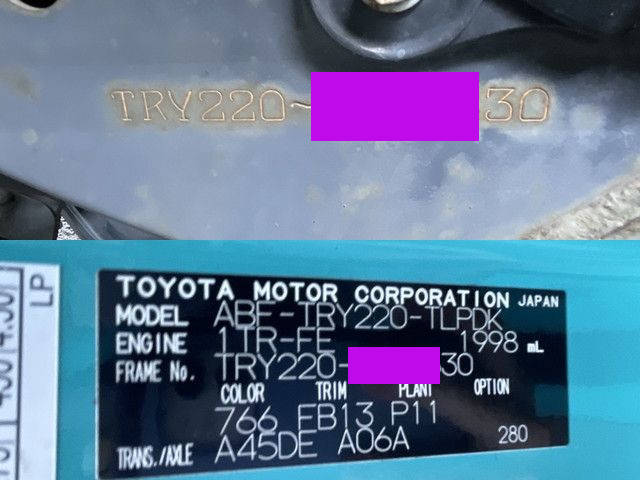 TRY220- 30
TOYOTA MOTOR CORPORATION JAPAN
MODEL ABF-TRY220-TLPDK
ENGINE 1TR-FE 1998 mL
FRAME No. TRY220- 30
COLOR TRIM PLANT OPTION
766 FB13 P11
TRANS./AXLE A45DE A06A 280
LP